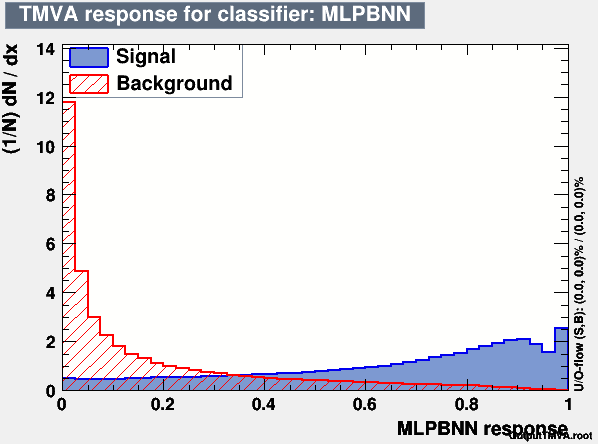 TMVA response for classifier: MLPBNN
(1/N) dN / dx
14
12
10
8
6
4
2
0
Signal
Background
0 0.2 0.4 0.6 0.8 1
MLPBNN response
U/O-flow (S,B): (0.0, 0.0)% / (0.0, 0.0)%
OutputTMVA.root